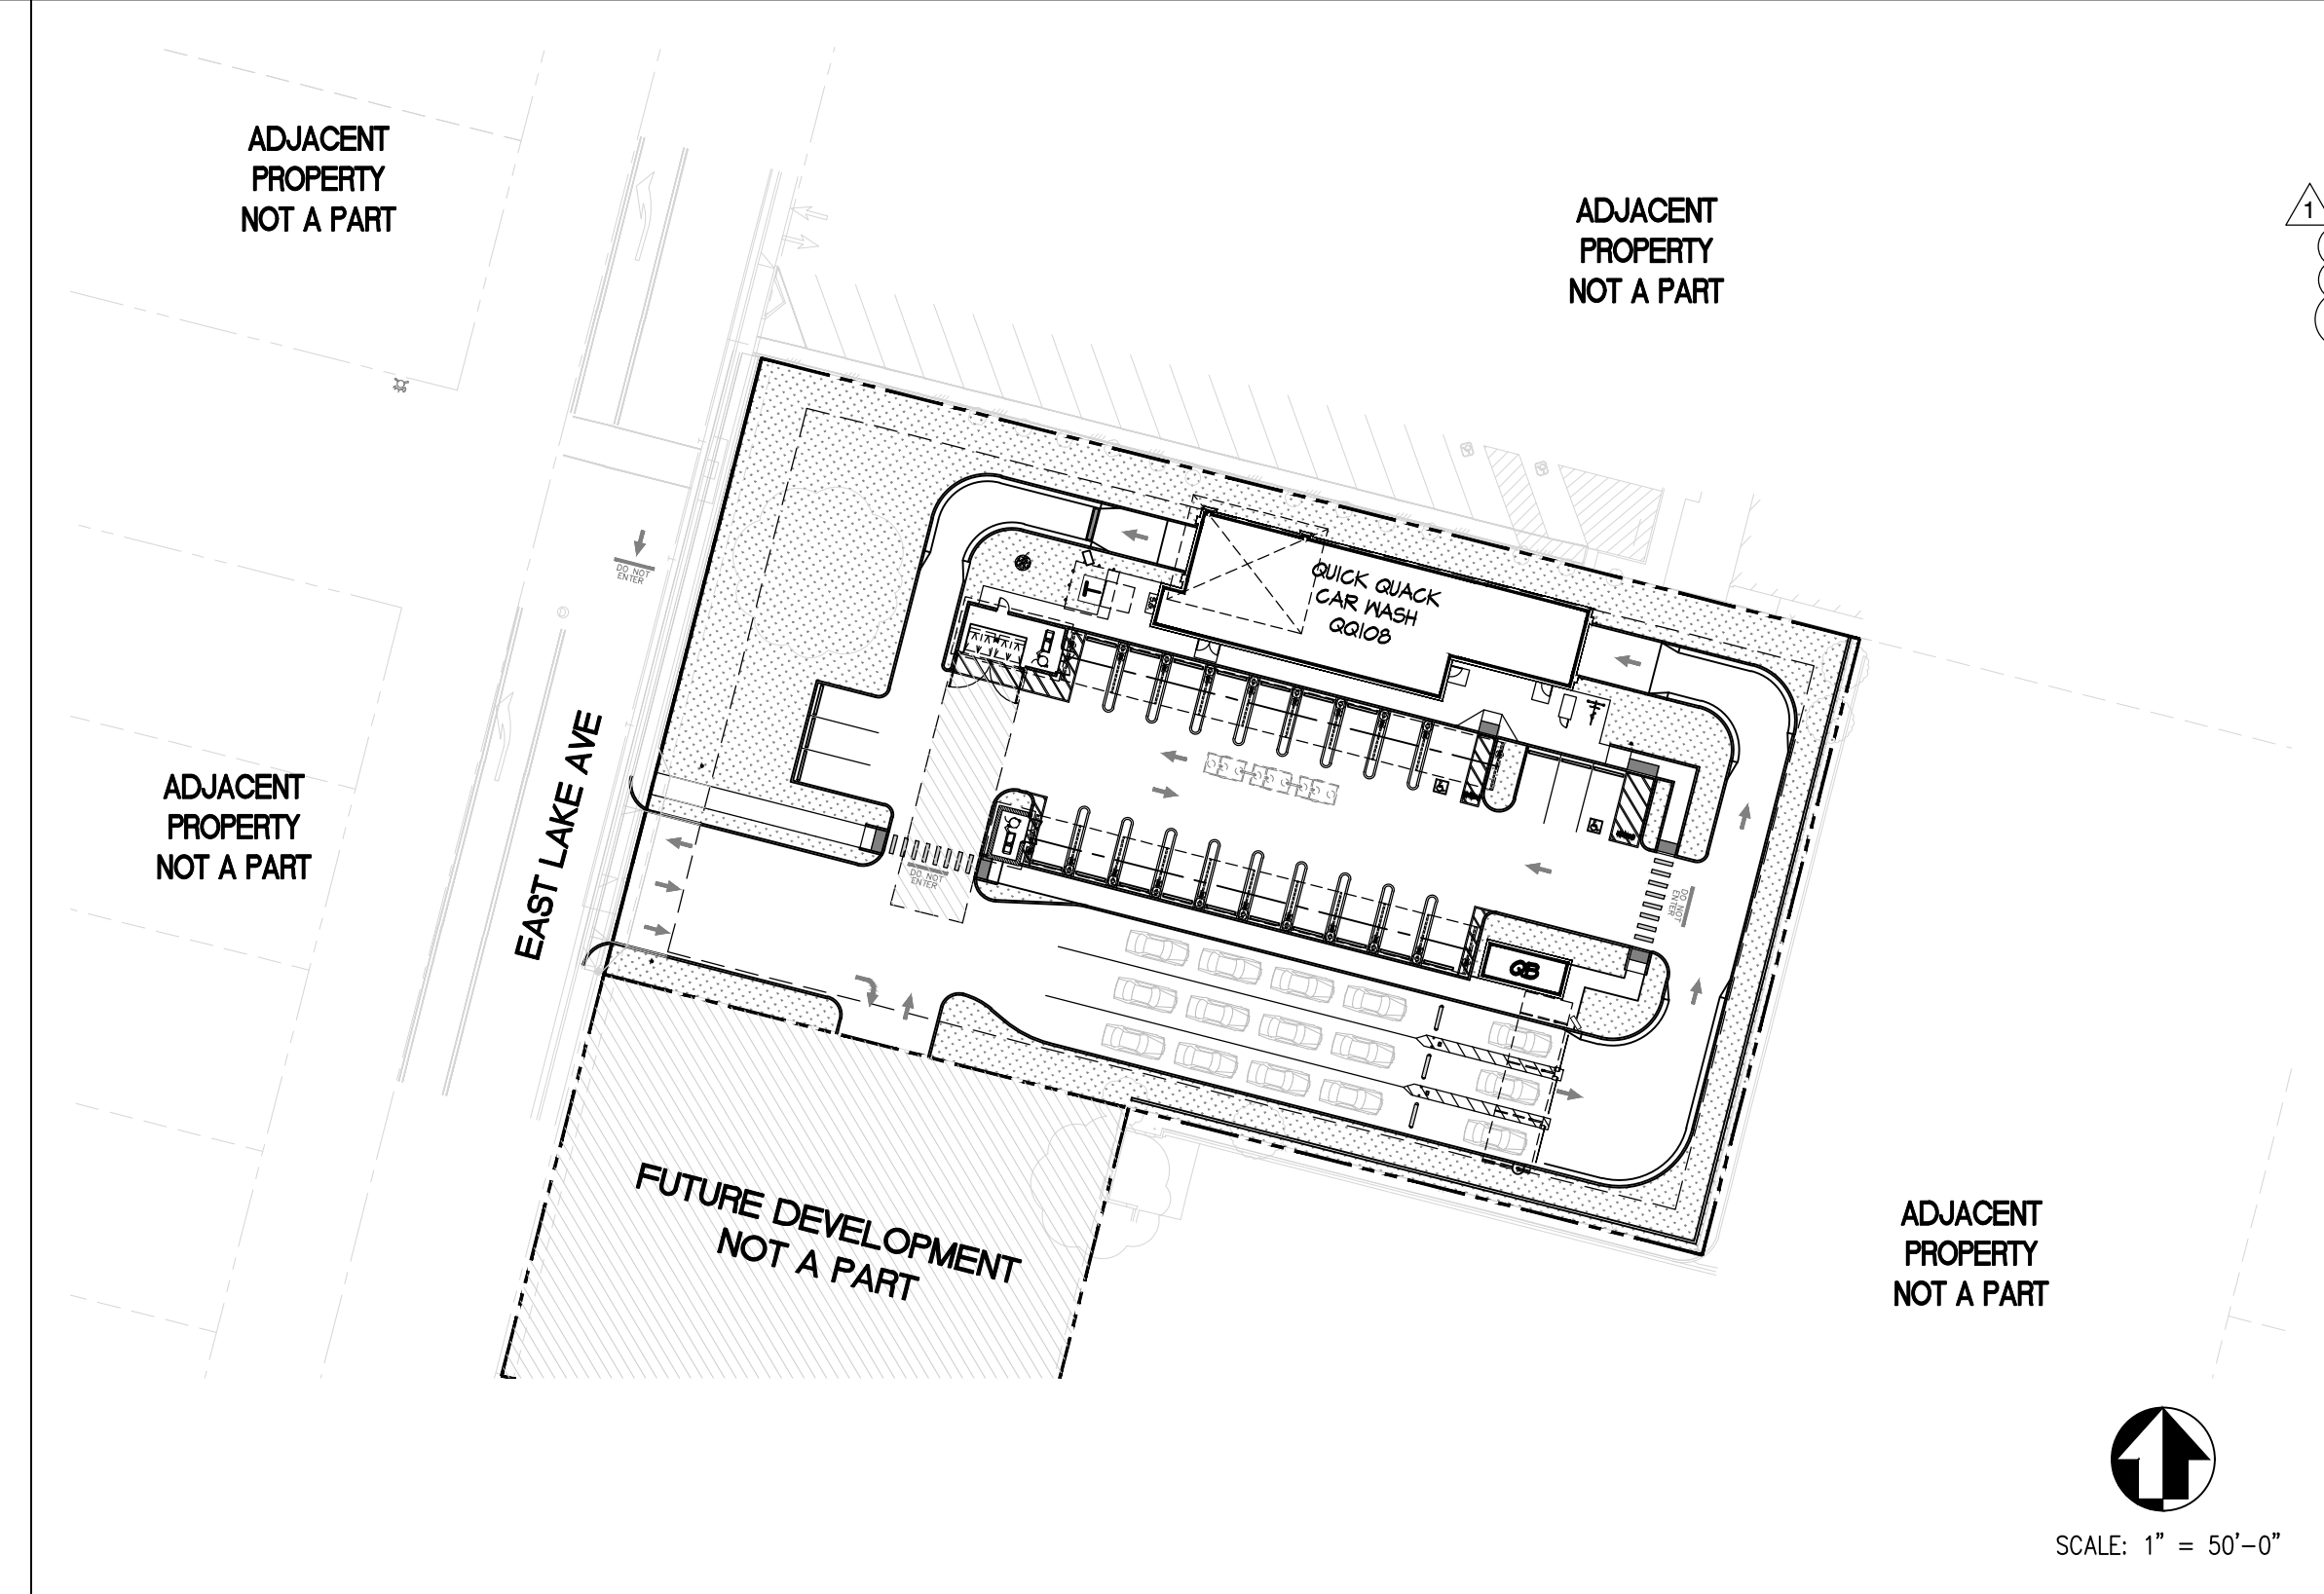 ADJACENT
PROPERTY
NOT A PART
ADJACENT
PROPERTY
NOT A PART
1
DO NOT
ENTER
QUICK QUACK
CAR WASH
QQ108
T
EAST LAKE AVE
ADJACENT
PROPERTY
NOT A PART
DO NOT
ENTER
DO NOT
ENTER
QB
FUTURE DEVELOPMENT
NOT A PART
ADJACENT
PROPERTY
NOT A PART
SCALE: 1" = 50'-0"